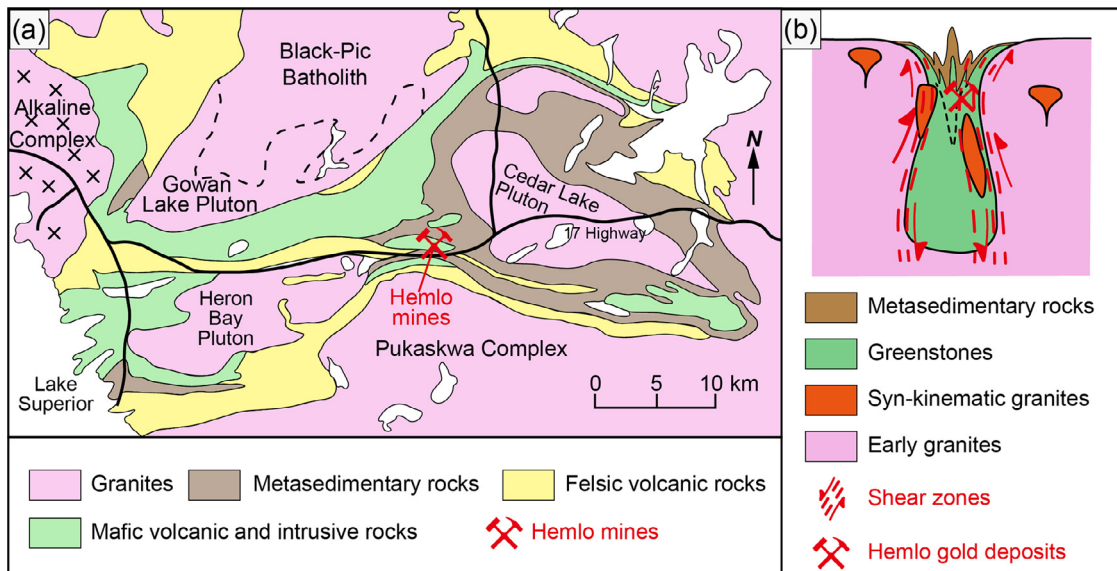 (a)
Black-Pic
Batholith
Alkaline
Complex
N
Gowan
Lake Pluton
Cedar Lake
Pluton
17 Highway
Hemlo
mines
Heron
Bay
Pluton
Pukaskwa Complex
Lake
Superior
0 5 10 km
Granites
Metasedimentary rocks
Felsic volcanic rocks
Mafic volcanic and intrusive rocks
Hemlo mines
(b)
Metasedimentary rocks
Greenstones
Syn-kinematic granites
Early granites
Shear zones
Hemlo gold deposits